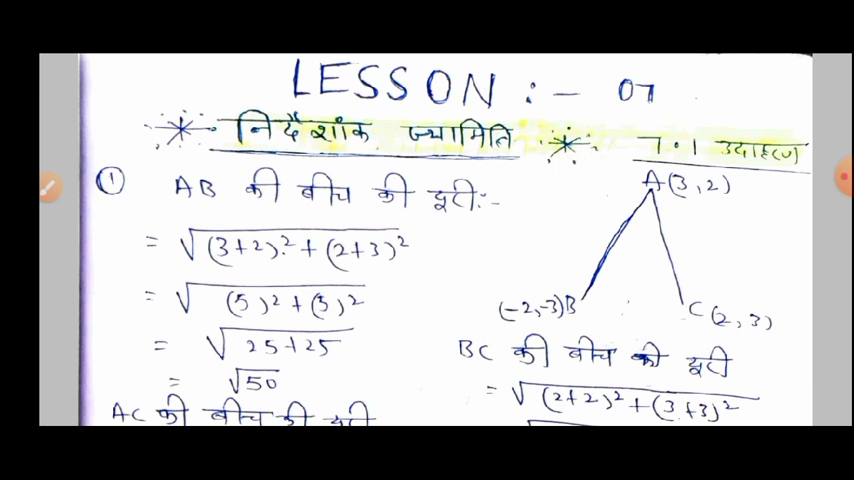 LESSON :- 07
निर्देशांक ज्यामिति
7.1 उदाहरण
① AB की बीच की दूरी:-
= √(3+2)² + (2+3)²
= √(5)² + (5)²
= √25+25
= √50
AC की बीच की दूरी
A(3,2)
(-2,-3)B
C(2,3)
BC की बीच की दूरी
= √(2+2)² + (3+3)²